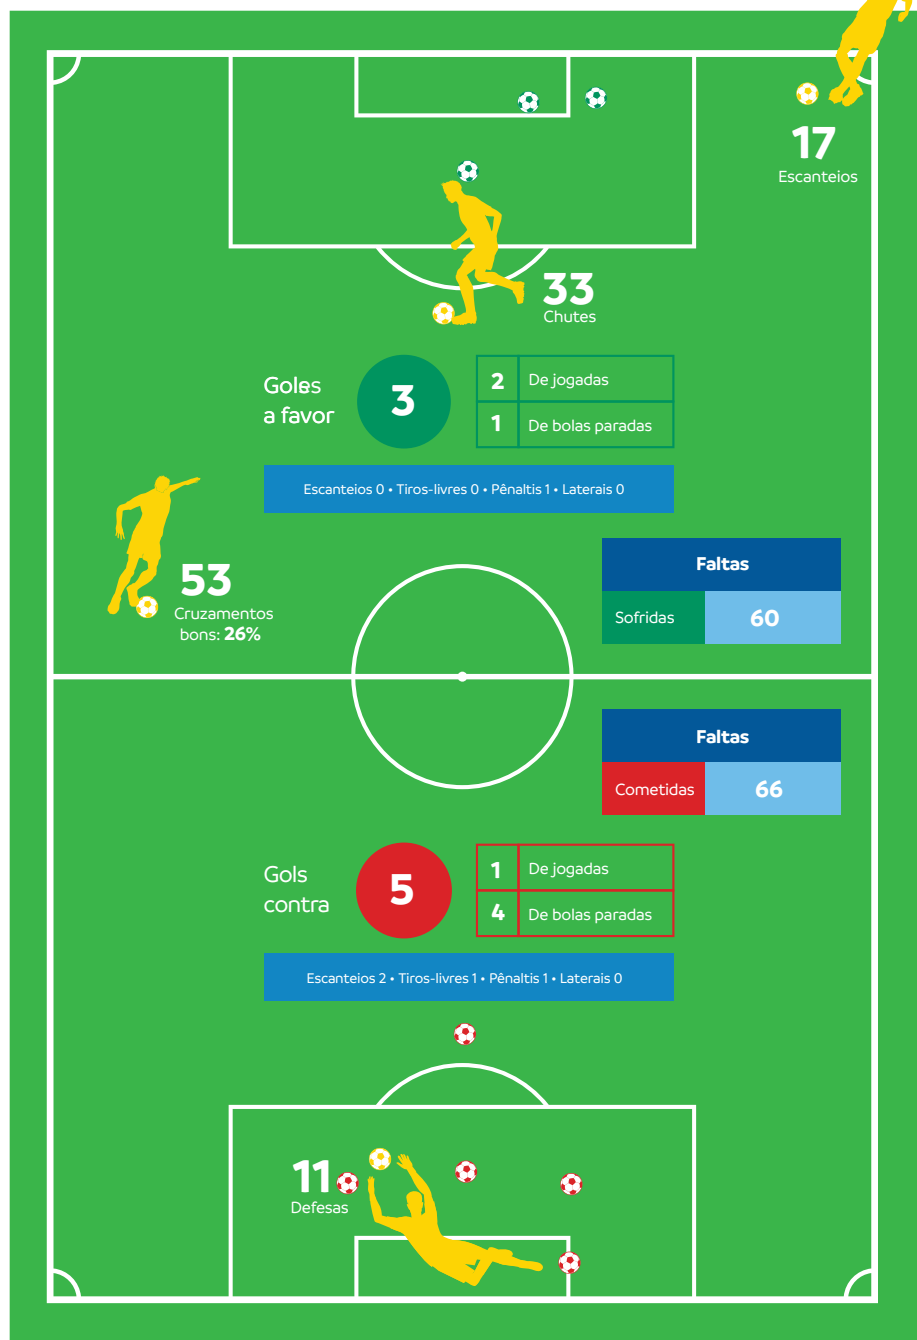 17
Escanteios
33
Chutes
Goles
a favor
3
2 De jogadas
1 De bolas paradas
Escanteios 0 • Tiros-livres 0 • Pênaltis 1 • Laterais 0
53
Cruzamentos
bons: 26%
Faltas
Sofridas 60
Faltas
Cometidas 66
Gols
contra
5
1 De jogadas
4 De bolas paradas
Escanteios 2 • Tiros-livres 1 • Pênaltis 1 • Laterais 0
11
Defesas